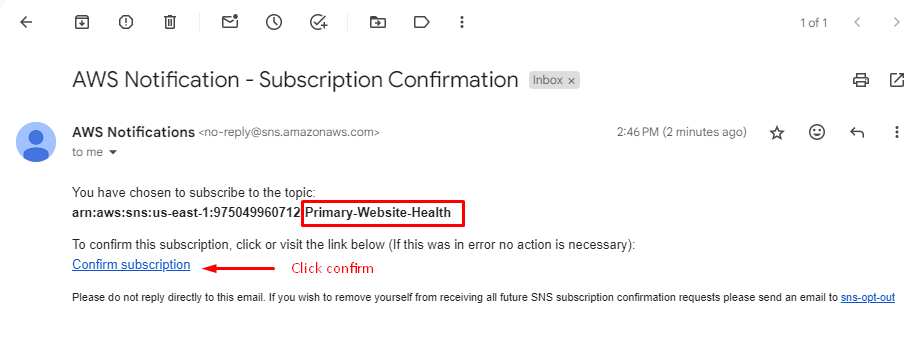 1 of 1
AWS Notification - Subscription Confirmation Inbox ×
AWS Notifications <no-reply@sns.amazonaws.com> 2:46 PM (2 minutes ago)
to me
You have chosen to subscribe to the topic:
arn:aws:sns:us-east-1:975049960712:Primary-Website-Health
To confirm this subscription, click or visit the link below (If this was in error no action is necessary):
Confirm subscription Click confirm
Please do not reply directly to this email. If you wish to remove yourself from receiving all future SNS subscription confirmation requests please send an email to sns-opt-out